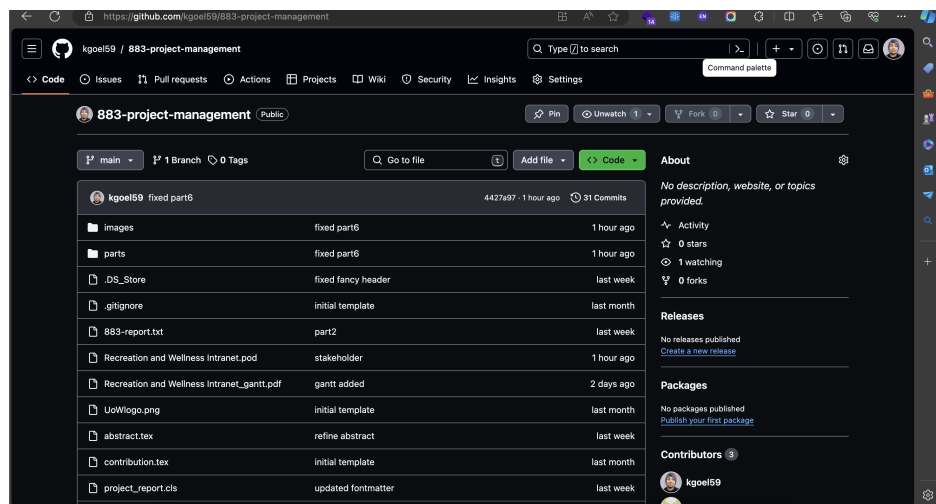 https://github.com/kgoel59/883-project-management
14
EN
kgoel59 / 883-project-management
Type / to search
Command palette
Code Issues Pull requests Actions Projects Wiki Security Insights Settings
883-project-management Public
Pin Unwatch 1 Fork 0 Star 0
main 1 Branch 0 Tags Go to file t Add file Code
About
No description, website, or topics
provided.
kgoel59 fixed part6 4427a97 · 1 hour ago 31 Commits
images fixed part6 1 hour ago
parts fixed part6 1 hour ago
.DS_Store fixed fancy header last week
.gitignore initial template last month
883-report.txt part2 last week
Recreation and Wellness Intranet.pod stakeholder 1 hour ago
Recreation and Wellness Intranet_gantt.pdf gantt added 2 days ago
UoWlogo.png initial template last month
abstract.tex refine abstract last week
contribution.tex initial template last month
project_report.cls updated fontmatter last week
Activity
0 stars
1 watching
0 forks
Releases
No releases published
Create a new release
Packages
No packages published
Publish your first package
Contributors 3
kgoel59